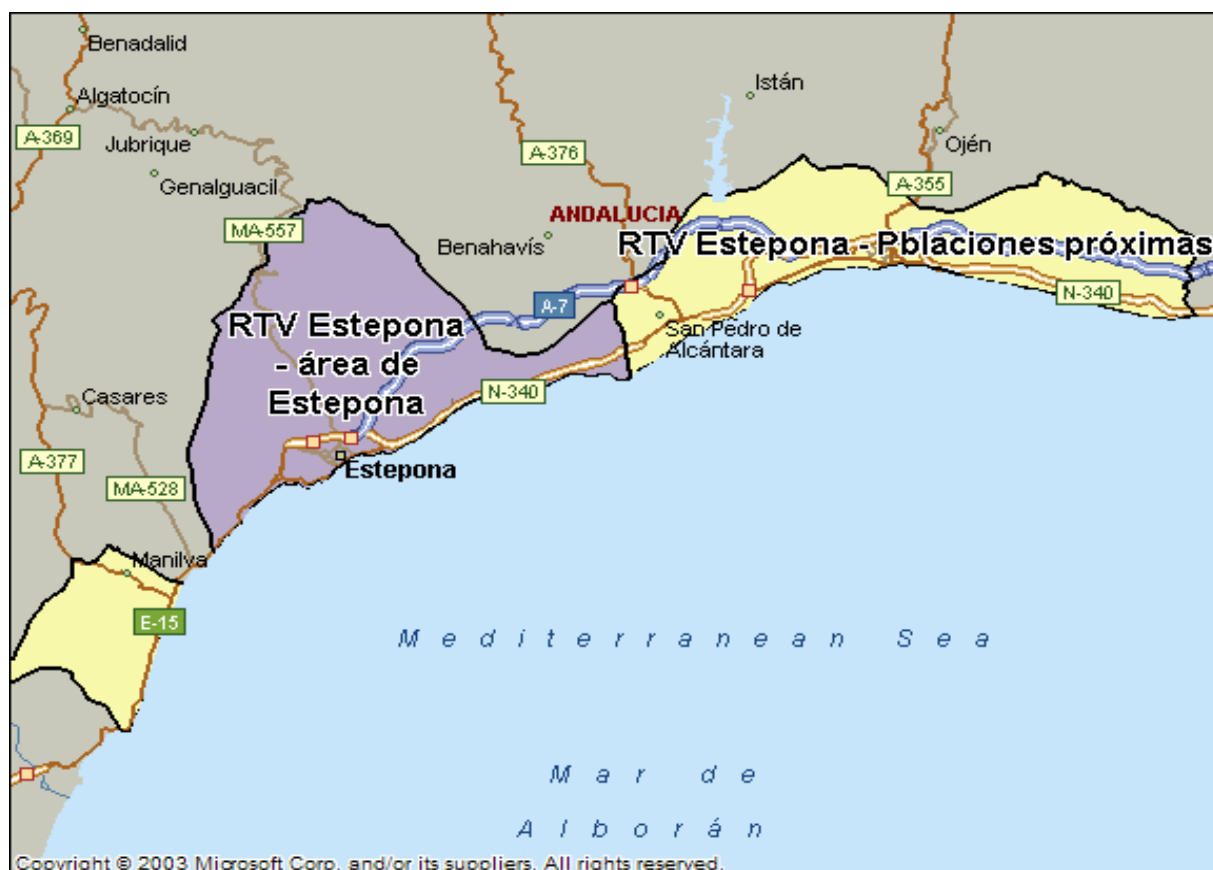 Benadalid
Istán
Algatocín
A-369
Jubrique
A-376
Ojén
Genalguacil
A-355
ANDALUCIA
MA-557
Benahavís
RTV Estepona - Pblaciones próximas
A-7
N-340
RTV Estepona
- área de
Estepona
San Pedro de
Alcántara
N-340
Casares
A-377
Estepona
MA-528
Manilva
E-15
Mediterranean Sea
Mar de
Alborán
Copyright © 2003 Microsoft Corp. and/or its suppliers. All rights reserved.